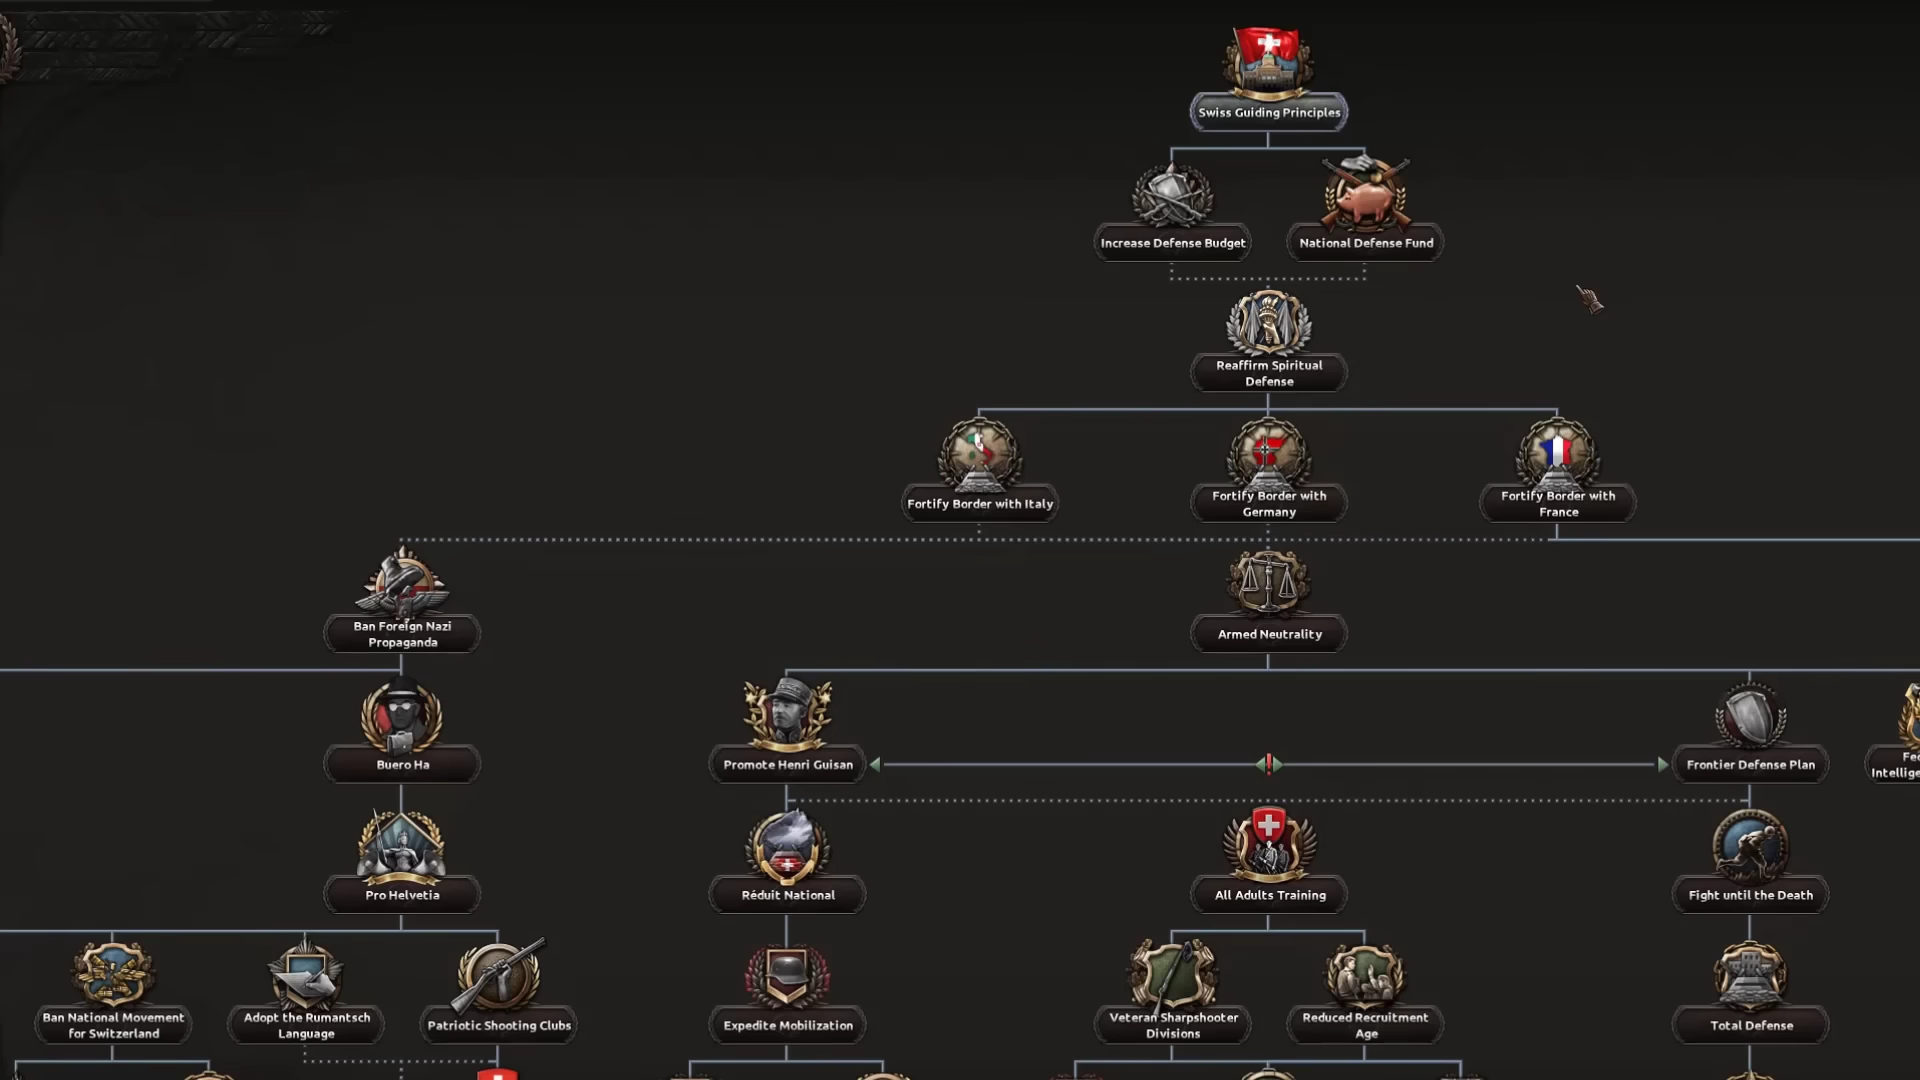 Swiss Guiding Principles
Increase Defense Budget
National Defense Fund
Reaffirm Spiritual
Defense
Fortify Border with Italy
Fortify Border with
Germany
Fortify Border with
France
Ban Foreign Nazi
Propaganda
Armed Neutrality
Buero Ha
Promote Henri Guisan
Frontier Defense Plan
Pro Helvetia
Réduit National
All Adults Training
Fight until the Death
Ban National Movement
for Switzerland
Adopt the Rumantsch
Language
Patriotic Shooting Clubs
Expedite Mobilization
Veteran Sharpshooter
Divisions
Reduced Recruitment
Age
Total Defense